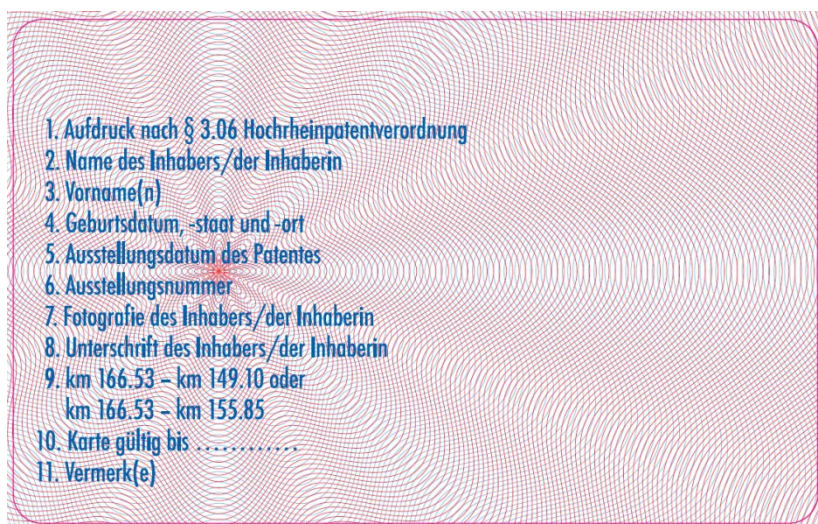 1. Aufdruck nach § 3.06 Hochrheinpatentverordnung
2. Name des Inhabers/der Inhaberin
3. Vorname(n)
4. Geburtsdatum, -staat und -ort
5. Ausstellungsdatum des Patentes
6. Ausstellungsnummer
7. Fotografie des Inhabers/der Inhaberin
8. Unterschrift des Inhabers/der Inhaberin
9. km 166.53 – km 149.10 oder
km 166.53 – km 155.85
10. Karte gültig bis ............
11. Vermerk(e)